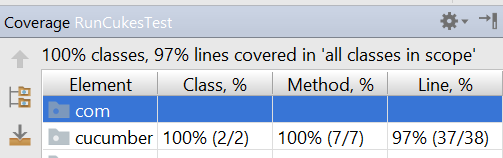 Coverage RunCukesTest
100% classes, 97% lines covered in 'all classes in scope'
Element Class, % Method, % Line, %
com
cucumber 100% (2/2) 100% (7/7) 97% (37/38)